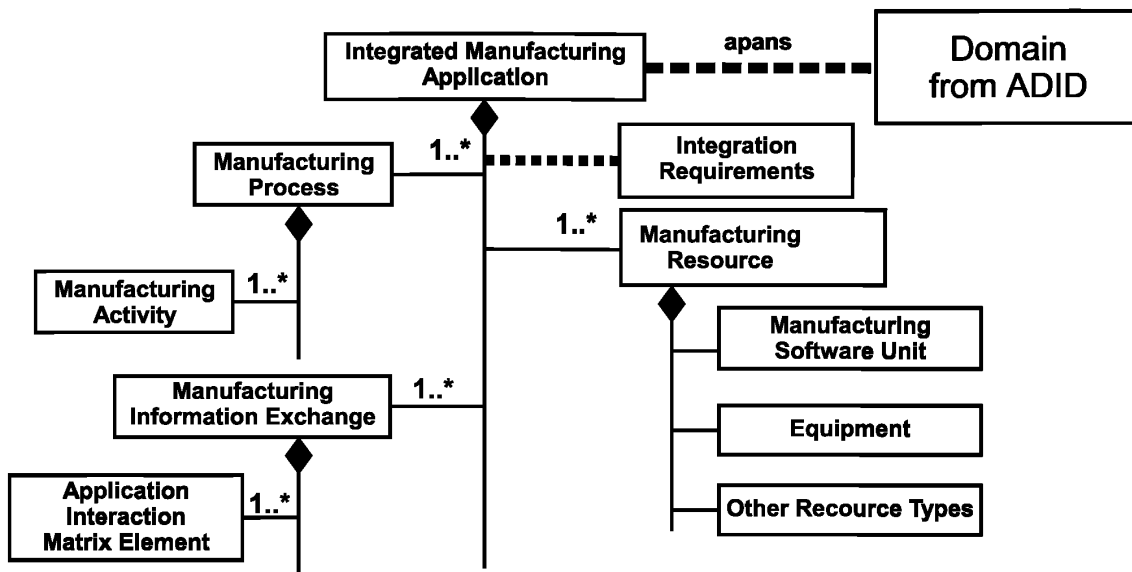 Integrated Manufacturing
Application
apans
Domain
from ADID
1..*
Manufacturing
Process
Integration
Requirements
1..*
Manufacturing
Resource
Manufacturing
Activity
1..*
Manufacturing
Software Unit
Manufacturing
Information Exchange
1..*
Equipment
Application
Interaction
Matrix Element
1..*
Other Recource Types